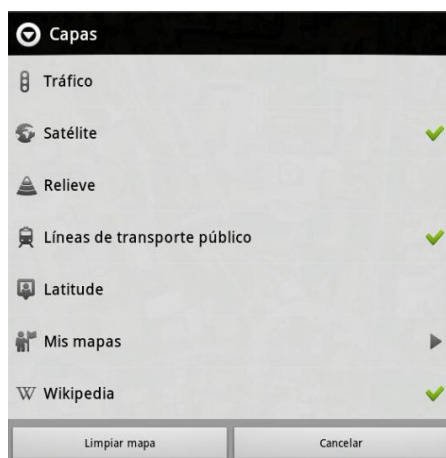 Capas
Tráfico
Satélite
Relieve
Líneas de transporte público
Latitude
Mis mapas
W Wikipedia
Limpiar mapa
Cancelar